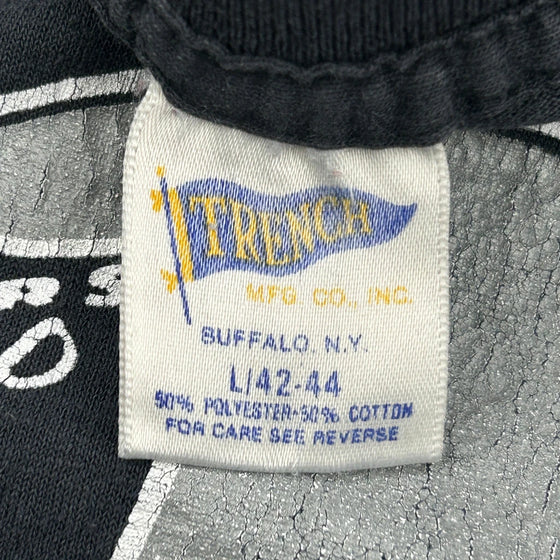 TRENCH
MFG. CO., INC.
BUFFALO, N.Y.
L/42-44
50% POLYESTER-50% COTTON
FOR CARE SEE REVERSE